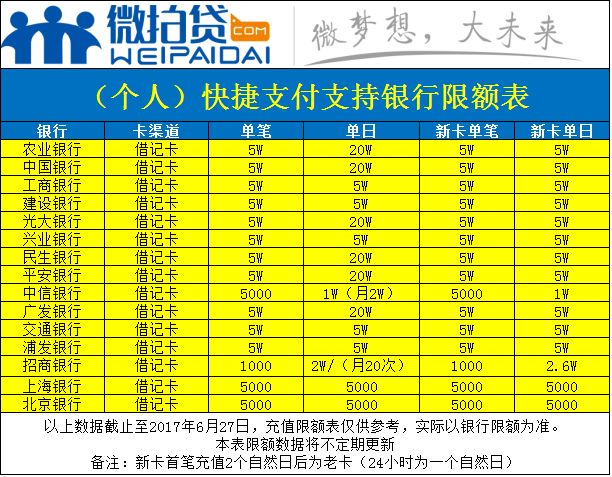 微拍贷.COM
WEIPAIDAI
微梦想，大未来
（个人）快捷支付支持银行限额表
银行 卡渠道 单笔 单日 新卡单笔 新卡单日
农业银行 借记卡 5W 20W 5W 5W
中国银行 借记卡 5W 20W 5W 5W
工商银行 借记卡 5W 5W 5W 5W
建设银行 借记卡 5W 5W 5W 5W
光大银行 借记卡 5W 20W 5W 5W
兴业银行 借记卡 5W 5W 5W 5W
民生银行 借记卡 5W 20W 5W 5W
平安银行 借记卡 5W 20W 5W 5W
中信银行 借记卡 5000 1W（月2W） 5000 1W
广发银行 借记卡 5W 20W 5W 5W
交通银行 借记卡 5W 5W 5W 5W
浦发银行 借记卡 5W 5W 5W 5W
招商银行 借记卡 1000 2W/（月20次） 1000 2.6W
上海银行 借记卡 5000 5000 5000 5000
北京银行 借记卡 5000 5000 5000 5000
以上数据截止至2017年6月27日，充值限额表仅供参考，实际以银行限额为准。
本表限额数据将不定期更新
备注：新卡首笔充值2个自然日后为老卡（24小时为一个自然日）